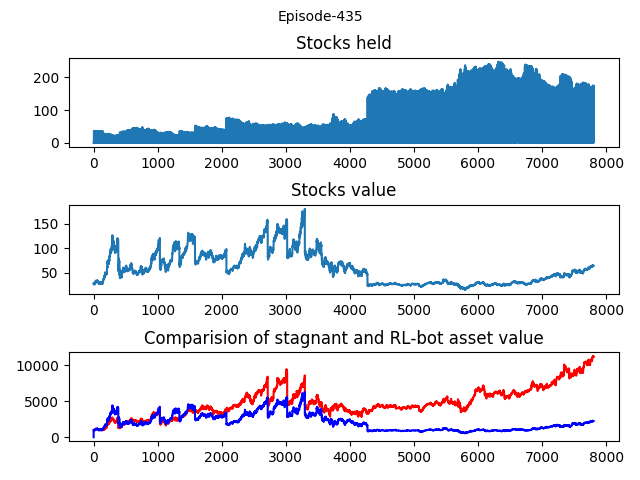 Episode-435
Stocks held
200
100
0
0 1000 2000 3000 4000 5000 6000 7000 8000
Stocks value
150
100
50
0 1000 2000 3000 4000 5000 6000 7000 8000
Comparision of stagnant and RL-bot asset value
10000
5000
0
0 1000 2000 3000 4000 5000 6000 7000 8000